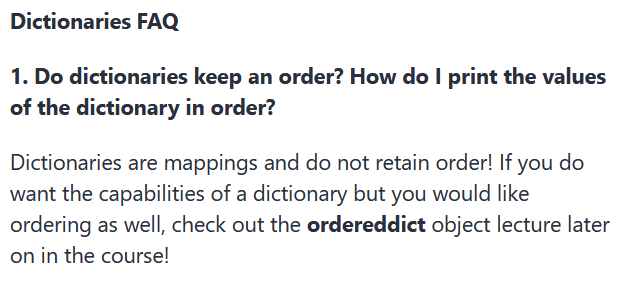 Dictionaries FAQ
1. Do dictionaries keep an order? How do I print the values
of the dictionary in order?
Dictionaries are mappings and do not retain order! If you do
want the capabilities of a dictionary but you would like
ordering as well, check out the ordereddict object lecture later
on in the course!